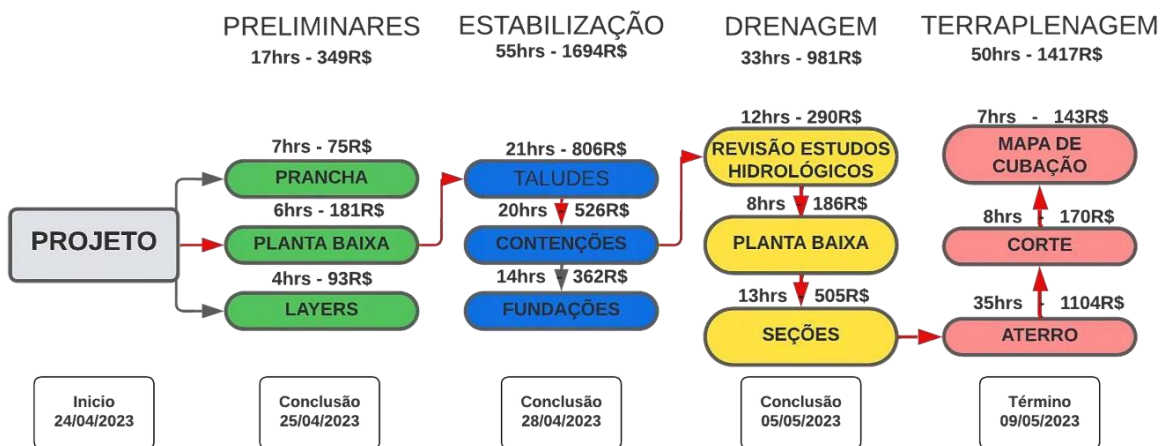 PRELIMINARES
17hrs - 349R$
ESTABILIZAÇÃO
55hrs - 1694R$
DRENAGEM
33hrs - 981R$
TERRAPLENAGEM
50hrs - 1417R$
PROJETO
7hrs - 75R$
PRANCHA
6hrs - 181R$
PLANTA BAIXA
4hrs - 93R$
LAYERS
21hrs - 806R$
TALUDES
20hrs - 526R$
CONTENÇÕES
14hrs - 362R$
FUNDAÇÕES
12hrs - 290R$
REVISÃO ESTUDOS
HIDROLÓGICOS
8hrs - 186R$
PLANTA BAIXA
13hrs - 505R$
SEÇÕES
7hrs - 143R$
MAPA DE
CUBAÇÃO
8hrs - 170R$
CORTE
35hrs - 1104R$
ATERRO
Inicio
24/04/2023
Conclusão
25/04/2023
Conclusão
28/04/2023
Conclusão
05/05/2023
Término
09/05/2023